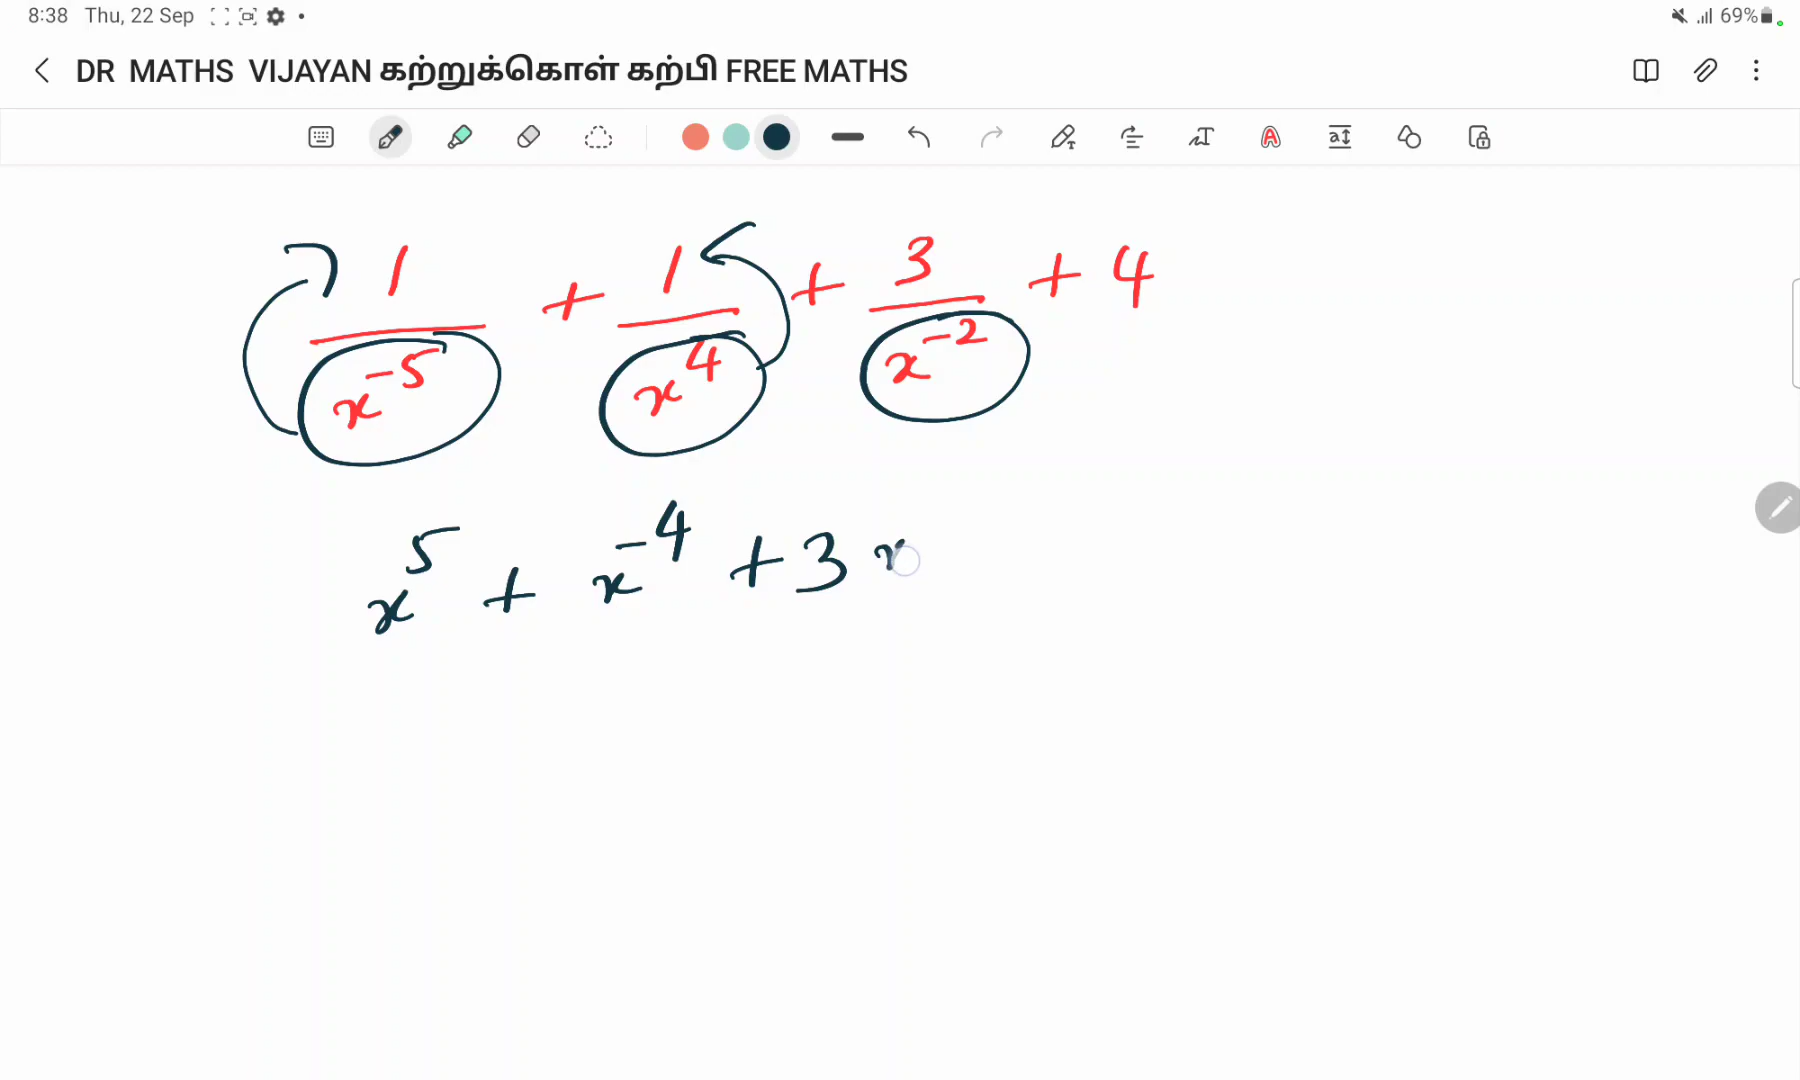 8:38 Thu, 22 Sep 69%
DR MATHS VIJAYAN கற்றுக்கொள் கற்பி FREE MATHS
1/x^-5 + 1/x^4 + 3/x^-2 + 4
x^5 + x^-4 + 3x